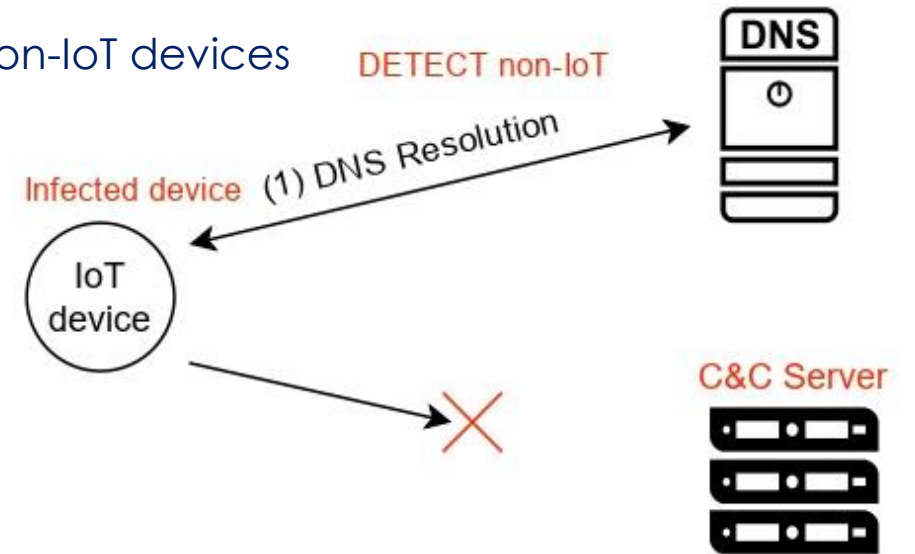 on-IoT devices
DETECT non-IoT
DNS
(1) DNS Resolution
Infected device
IoT
device
C&C Server